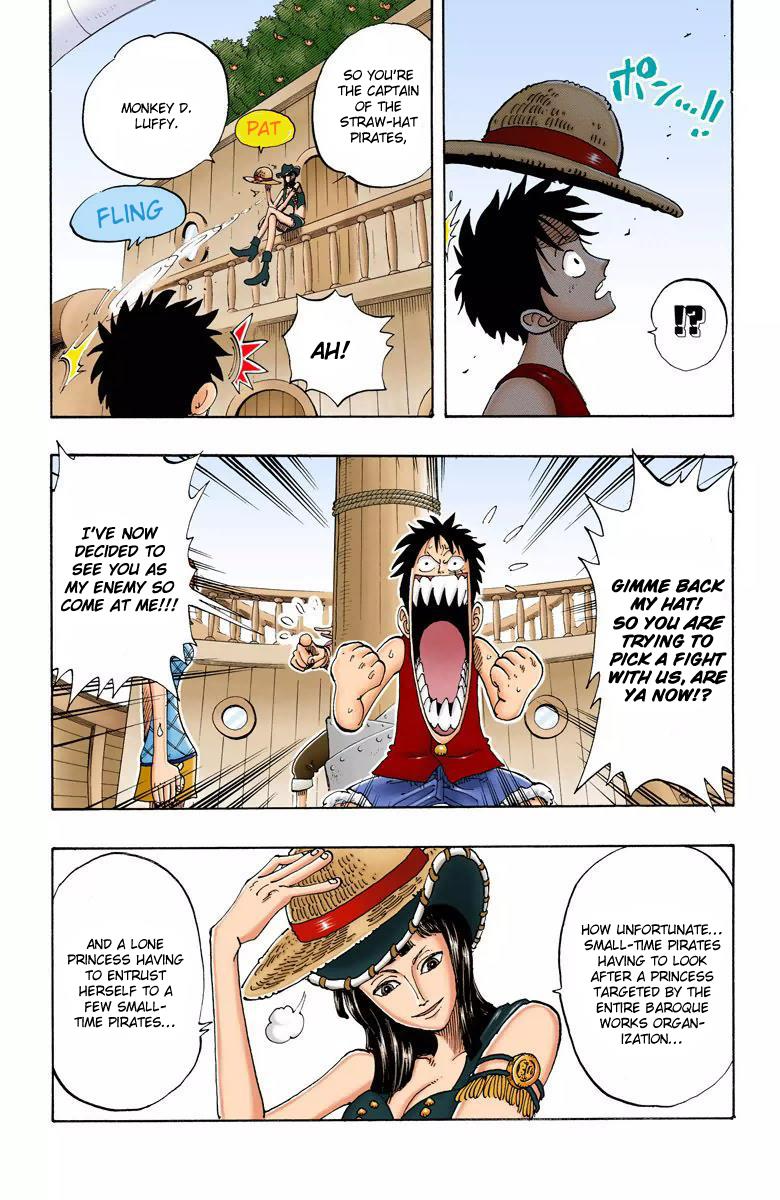 ポン...!!
!?
SO YOU'RE
THE CAPTAIN
OF THE
STRAW-HAT
PIRATES,
MONKEY D.
LUFFY.
PAT
FLING
AH!
GIMME BACK
MY HAT!
SO YOU ARE
TRYING TO
PICK A FIGHT
WITH US, ARE
YA NOW!?
I'VE NOW
DECIDED TO
SEE YOU AS
MY ENEMY SO
COME AT ME!!!
HOW UNFORTUNATE...
SMALL-TIME PIRATES
HAVING TO LOOK
AFTER A PRINCESS
TARGETED BY THE
ENTIRE BAROQUE
WORKS ORGAN-
IZATION...
AND A LONE
PRINCESS HAVING
TO ENTRUST
HERSELF TO A
FEW SMALL-
TIME PIRATES...